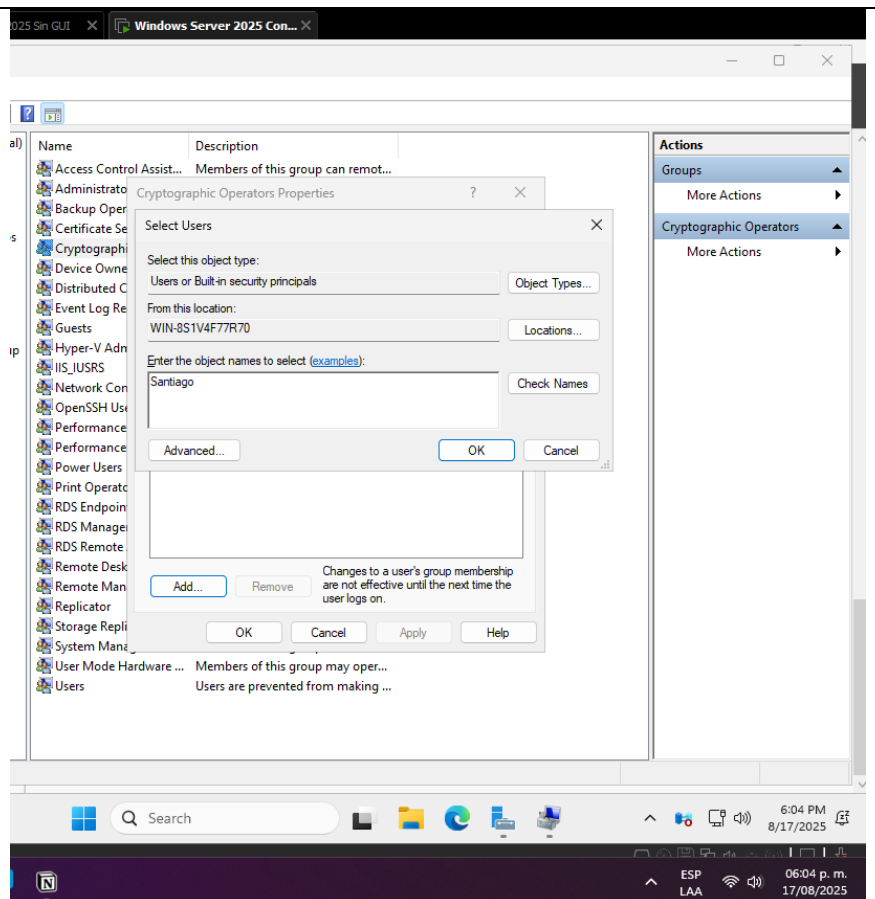 2025 Sin GUI
Windows Server 2025 Con...
al)
Name Description
Access Control Assist... Members of this group can remot...
Administrato
Backup Oper
Certificate Se
Cryptographi
Device Owne
Distributed C
Event Log Re
Guests
Hyper-V Adm
IIS_IUSRS
Network Con
OpenSSH Use
Performance
Performance
Power Users
Print Operato
RDS Endpoin
RDS Manage
RDS Remote
Remote Desk
Remote Man
Replicator
Storage Repli
System Mana
User Mode Hardware ... Members of this group may oper...
Users Users are prevented from making ...
s
up
Cryptographic Operators Properties ?
Select Users
Select this object type:
Users or Built-in security principals Object Types...
From this location:
WIN-8S1V4F77R70 Locations...
Enter the object names to select (examples):
Santiago Check Names
Advanced... OK Cancel
Add... Remove
Changes to a user's group membership
are not effective until the next time the
user logs on.
OK Cancel Apply Help
Actions
Groups
More Actions
Cryptographic Operators
More Actions
Search
6:04 PM
8/17/2025
ESP
LAA
06:04 p. m.
17/08/2025